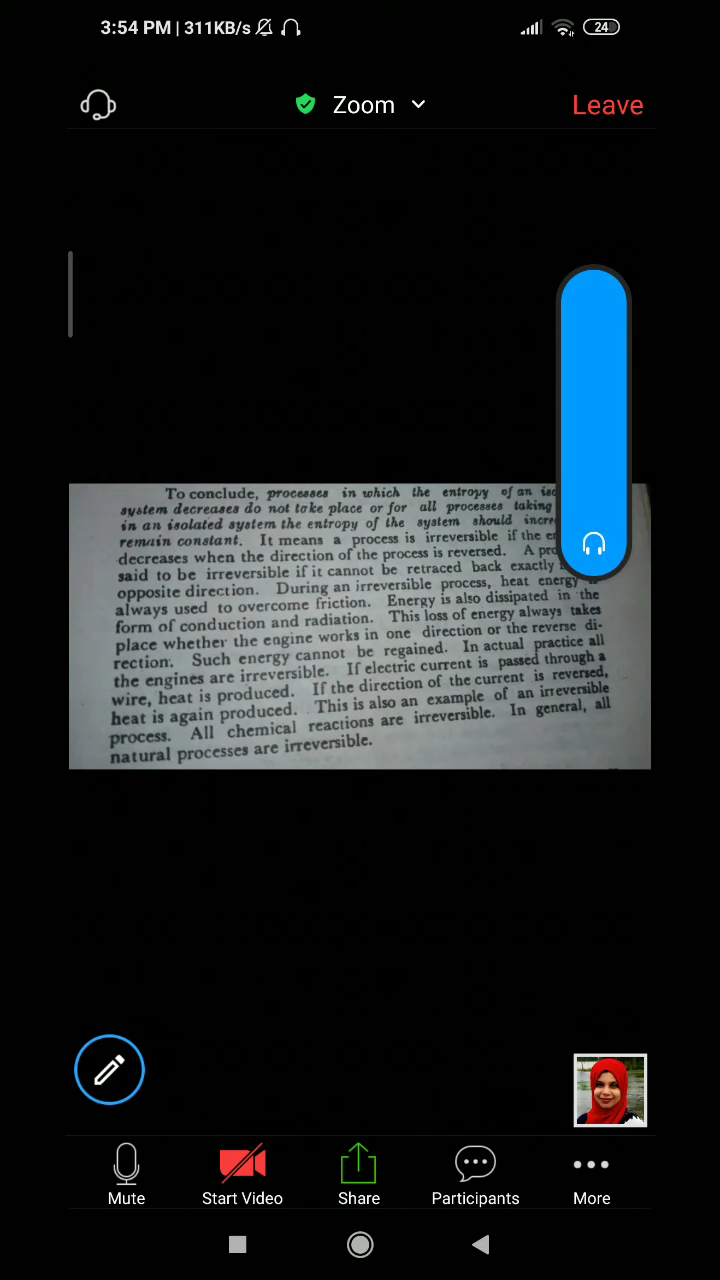 3:54 PM | 311KB/s
24
Zoom
Leave
To conclude, processes in which the entropy of an
system decreases do not take place or for all processes taking
in an isolated system the entropy of the system should
remain constant. It means a process is irreversible if the
decreases when the direction of the process is reversed. A
said to be irreversible if it cannot be retraced back exactly
opposite direction. During an irreversible process, heat energy
always used to overcome friction. Energy is also dissipated in the
form of conduction and radiation. This loss of energy always takes
place whether the engine works in one direction or the reverse di-
rection. Such energy cannot be regained. In actual practice all
the engines are irreversible. If electric current is passed through a
wire, heat is produced. If the direction of the current is reversed,
heat is again produced. This is also an example of an irreversible
process. All chemical reactions are irreversible. In general, all
natural processes are irreversible.
Mute
Start Video
Share
Participants
More